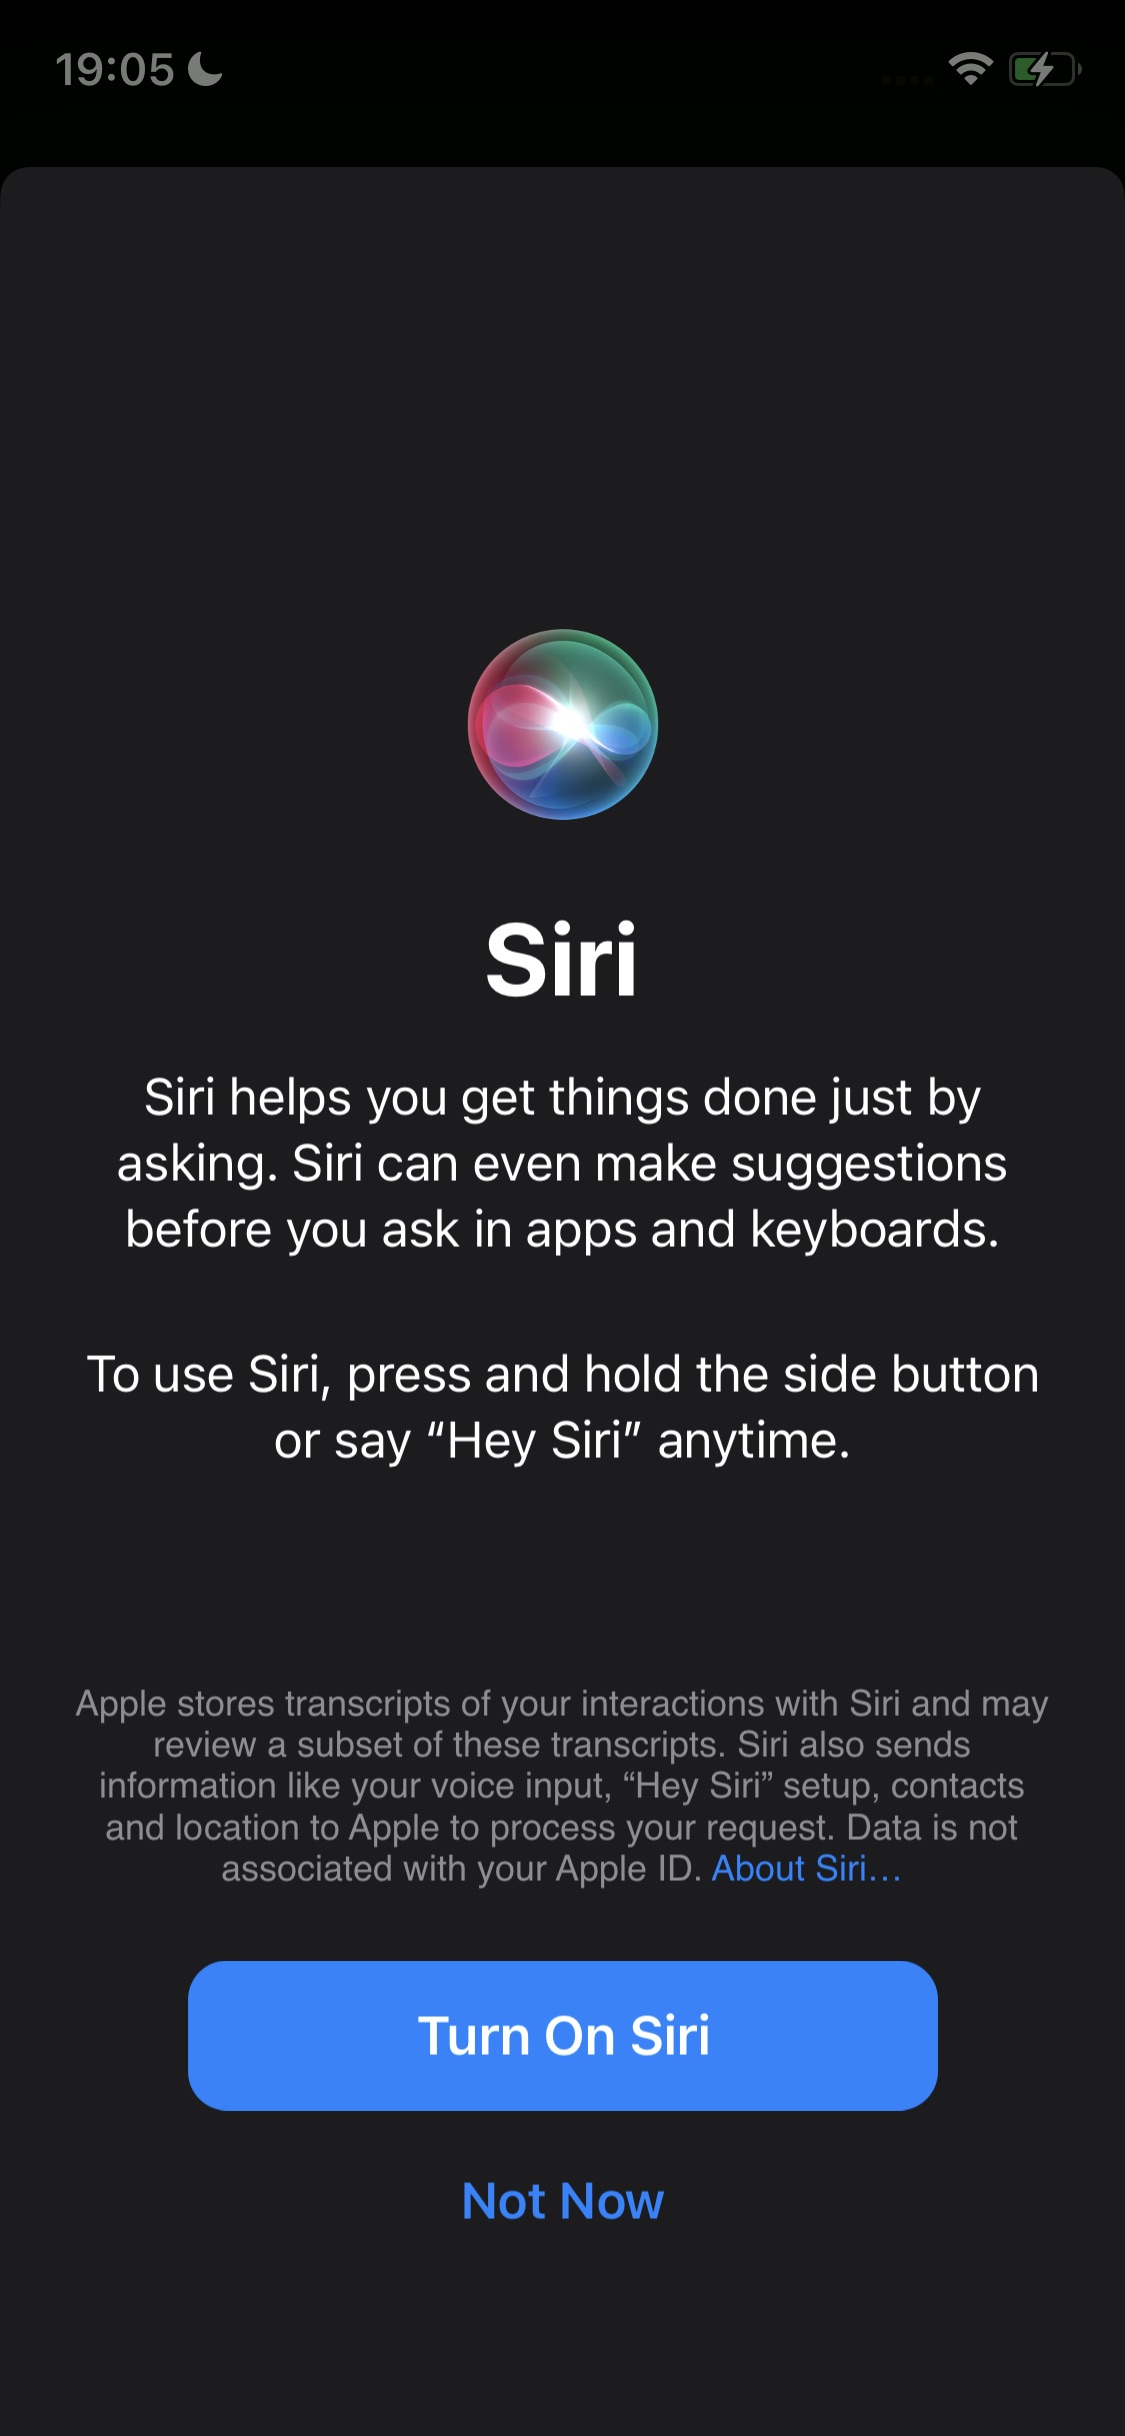 19:05
Siri
Siri helps you get things done just by
asking. Siri can even make suggestions
before you ask in apps and keyboards.
To use Siri, press and hold the side button
or say “Hey Siri” anytime.
Apple stores transcripts of your interactions with Siri and may
review a subset of these transcripts. Siri also sends
information like your voice input, “Hey Siri” setup, contacts
and location to Apple to process your request. Data is not
associated with your Apple ID. About Siri…
Turn On Siri
Not Now